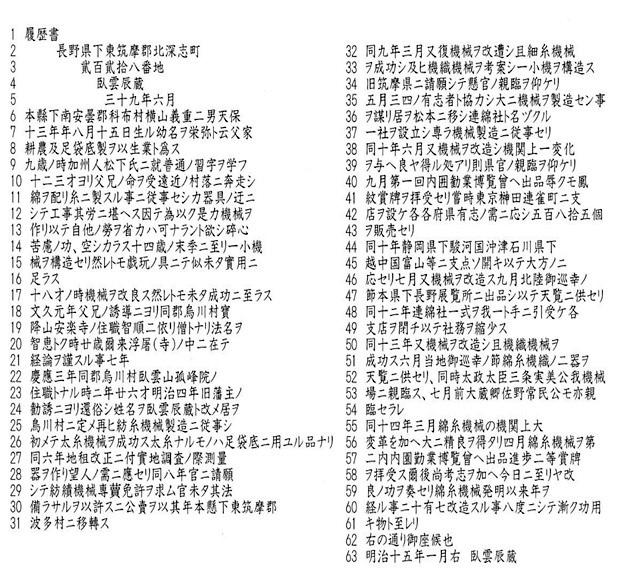 1 履歴書
2 長野県下東筑摩郡北深志町
3 貮百貮拾八番地
4 臥雲辰蔵
5 三十九年六月
6 本縣下南安曇郡科布村横山義重二男天保
7 十三年年八月十五日生ル幼名ヲ栄弥ト云父家
8 耕農及足袋底製ヲ以生業ト為ス
9 九歳ノ時加州人松下氏ニ就普通ノ習字ヲ学フ
10 十二三オヨリ父兄ノ命ヲ受遠近ノ村落ニ奔走シ
11 綿ヲ配リ糸ニ製スル事ニ従事セシカ器具ノ迂ニ
12 シテ工事其労ニ堪ヘス因テ為以ク是力機械ヲ
13 作リ以テ自他ノ勞ヲ省カハ可ナラント欲シ碎心
14 苦慮ノ功、空シカラス十四歳ノ末季ニ至リ一小機
15 械ヲ構造セリ然レトモ戯玩ノ具ニテ似未タ實用ニ
16 足ラス
17 十八オノ時機械ヲ改良ス然レトモ未タ成功ニ至ラス
18 文久元年父兄ノ誘導ニヨリ同郡烏川村寶
19 降山安楽寺ノ住職智順ニ依リ僧トナリ法名ヲ
20 智恵トク時廿歳爾来浮屠(寺)ノ中ニ在テ
21 經論ヲ謹スル事七年
22 慶應三年同郡烏川村臥雲山孤峰院ノ
23 住職トナル時ニ年廿六才明治四年旧藩主ノ
24 勸誘ニヨリ還俗シ姓名ヲ臥雲辰蔵ト改メ居ヲ
25 烏川村ニ定メ再ヒ紡糸機械製造ニ従事シ
26 初メテ太糸機械ヲ成功ス太糸ナルモノハ足袋底ニ用ユル品ナリ
27 同六年地租改正ニ付實地調査ノ際測量
28 器ヲ作リ望人ノ需ニ應セリ同八年官ニ請願
29 シテ紡績機械専賣免許ヲ求ム官未タ其法
30 備ラサルヲ以許スニ公賣ヲ以其年本縣下東筑摩郡
31 波多村ニ移轉ス
32 同九年三月又復機械ヲ改遭シ且細糸機械
33 ヲ成功シ及ヒ機織機械ヲ考案シ一小機ヲ構造ス
34 旧筑摩県ニ請願シテ懸官ノ親臨ヲ仰ケリ
35 五月三四ノ有志者ト協力シ大ニ機械ヲ製造セン事
36 ヲ謀リ居ヲ松本ニ移シ連綿社ト名ヅクル
37 一社ヲ設立シ専ラ機械製造ニ従事セリ
38 同十年六月又機械ヲ改造シ機関上一変化
39 ヲ与ヘ良ヤ得ル処アリ則県官ノ親臨ヲ仰ケリ
40 九月第一回内囲勧業博覧會ヘ出品辱クモ鳳
41 紋賞牌ヲ拝受セリ當時東京神田連雀町ニ支
42 店ヲ設ケ各各府県有志ノ需ニ応シ五百八拾五個
43 ヲ販売セリ
44 同十年静岡県下駿河国沖津石川県下
45 越中国富山等ニ支点ソ開キ以テ大方ノニ
46 応セリ七月又機械ヲ改造ス九月北陸御巡幸ノ
47 節本県下長野展覧所ニ出品シ以テ天覧ニ供セリ
48 同十二年連綿社一式ヲ我一手ニ引受ケ各
49 支店ヲ閉チ以テ社務ヲ縮少ス
50 同十三年又機械ヲ改造シ且機織機械ヲ
51 成功ス六月当地御巡幸ノ節綿糸機織ノ二器ヲ
52 天覧ニ供セリ、同時太政太臣三条実美公我機械
53 場ニ親臨ス、七月前大蔵卿佐野常民公モ亦親
54 臨セラレ
55 同十四年三月綿糸機械ノ機関上大
56 変革ヲ加ヘ大ニ精良ヲ得タリ四月綿糸機械ヲ第
57 二内内囲勤業博覧會ヘ出品進歩二等賞牌
58 ヲ拝受ス爾後尚考志ヲ加ヘ今日ニ至リヤ改
59 良ノ功ヲ奏セリ綿糸機械発明以来年ヲ
60 経ル事二十有七改造スル事八度ニシテ漸ク功用
61 キ物ト至レリ
62 右の通り御座候也
63 明治十五年一月右 臥雲辰蔵